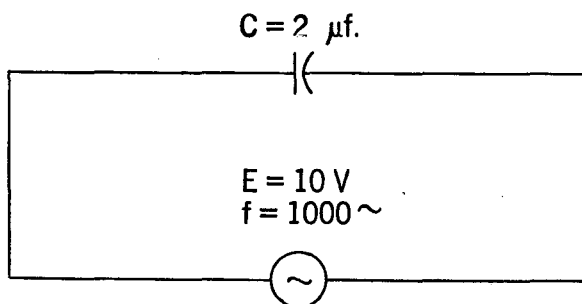 C = 2 μf.
E = 10 V
f = 1000 ~
~